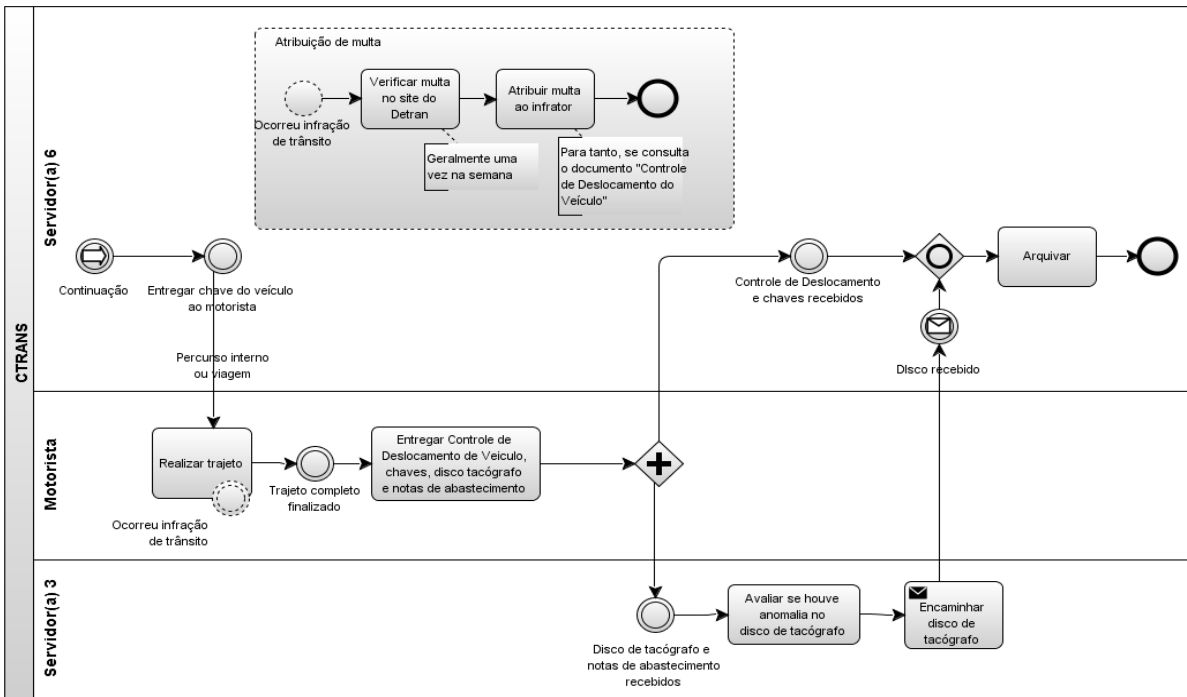 CTRANS
Servidor(a) 6
Atribuição de multa
Ocorreu infração
de trânsito
Verificar multa
no site do
Detran
Geralmente uma
vez na semana
Atribuir multa
ao infrator
Para tanto, se consulta
o documento "Controle
de Deslocamento do
Veículo"
Continuação
Entregar chave do veículo
ao motorista
Percurso interno
ou viagem
Controle de Deslocamento
e chaves recebidos
Arquivar
DIsco recebido
Motorista
Realizar trajeto
Ocorreu infração
de trânsito
Trajeto completo
finalizado
Entregar Controle de
Deslocamento de Veiculo,
chaves, disco tacógrafo
e notas de abastecimento
Servidor(a) 3
Disco de tacógrafo e
notas de abastecimento
recebidos
Avaliar se houve
anomalia no
disco de tacógrafo
Encaminhar
disco de
tacógrafo